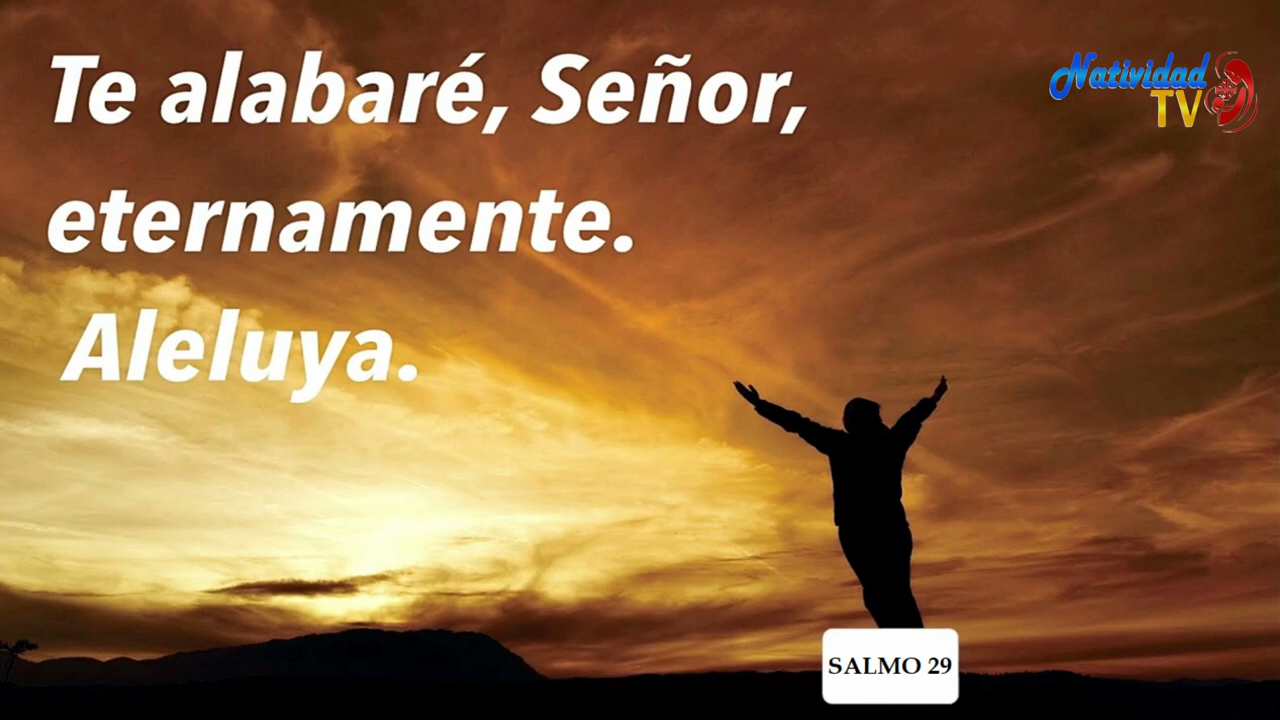 Te alabaré, Señor,
eternamente.
Aleluya.
Natividad
TV
SALMO 29